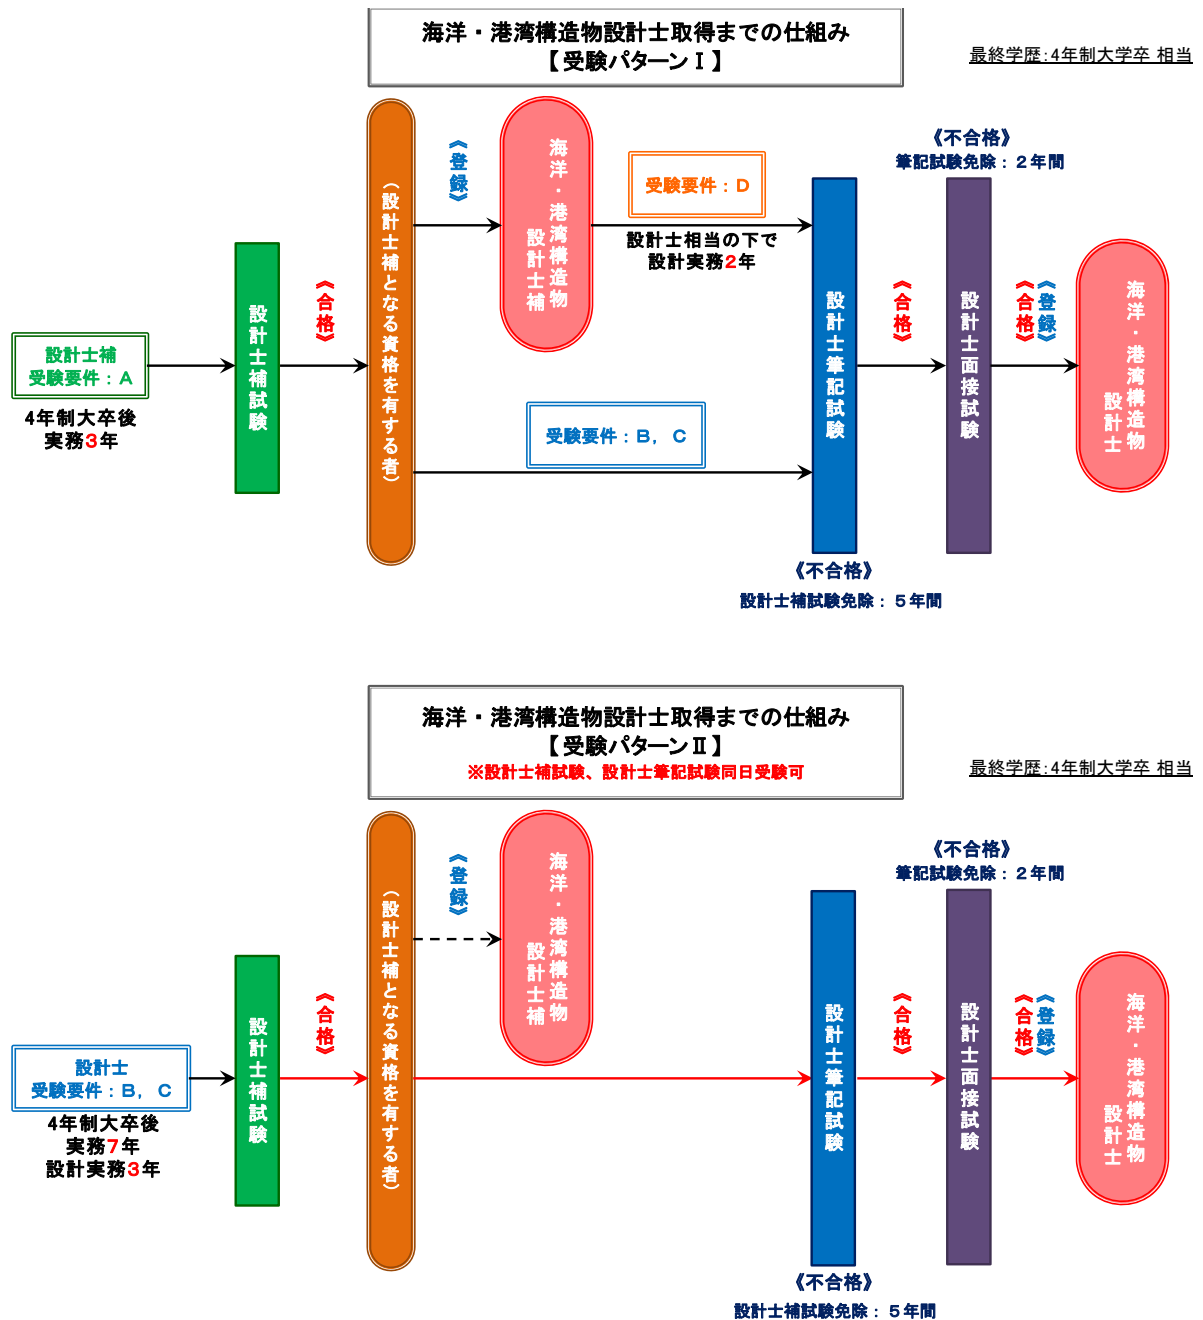 海洋・港湾構造物設計士取得までの仕組み
【受験パターンⅠ】
最終学歴：4年制大学卒 相当
設計士補
受験要件：A
4年制大卒後
実務3年
設計士補試験
《合格》
（設計士補となる資格を有する者）
《登録》
海洋・港湾構造物
設計士補
受験要件：D
設計士相当の下で
設計実務2年
受験要件：B，C
設計士筆記試験
《不合格》
設計士補試験免除：５年間
《合格》
《不合格》
筆記試験免除：２年間
設計士面接試験
《登録》
《合格》
海洋・港湾構造物
設計士
海洋・港湾構造物設計士取得までの仕組み
【受験パターンⅡ】
※設計士補試験、設計士筆記試験同日受験可
最終学歴：4年制大学卒 相当
設計士
受験要件：B，C
4年制大卒後
実務7年
設計実務3年
設計士補試験
《合格》
（設計士補となる資格を有する者）
《登録》
海洋・港湾構造物
設計士補
設計士筆記試験
《不合格》
設計士補試験免除：５年間
《合格》
《不合格》
筆記試験免除：２年間
設計士面接試験
《登録》
《合格》
海洋・港湾構造物
設計士